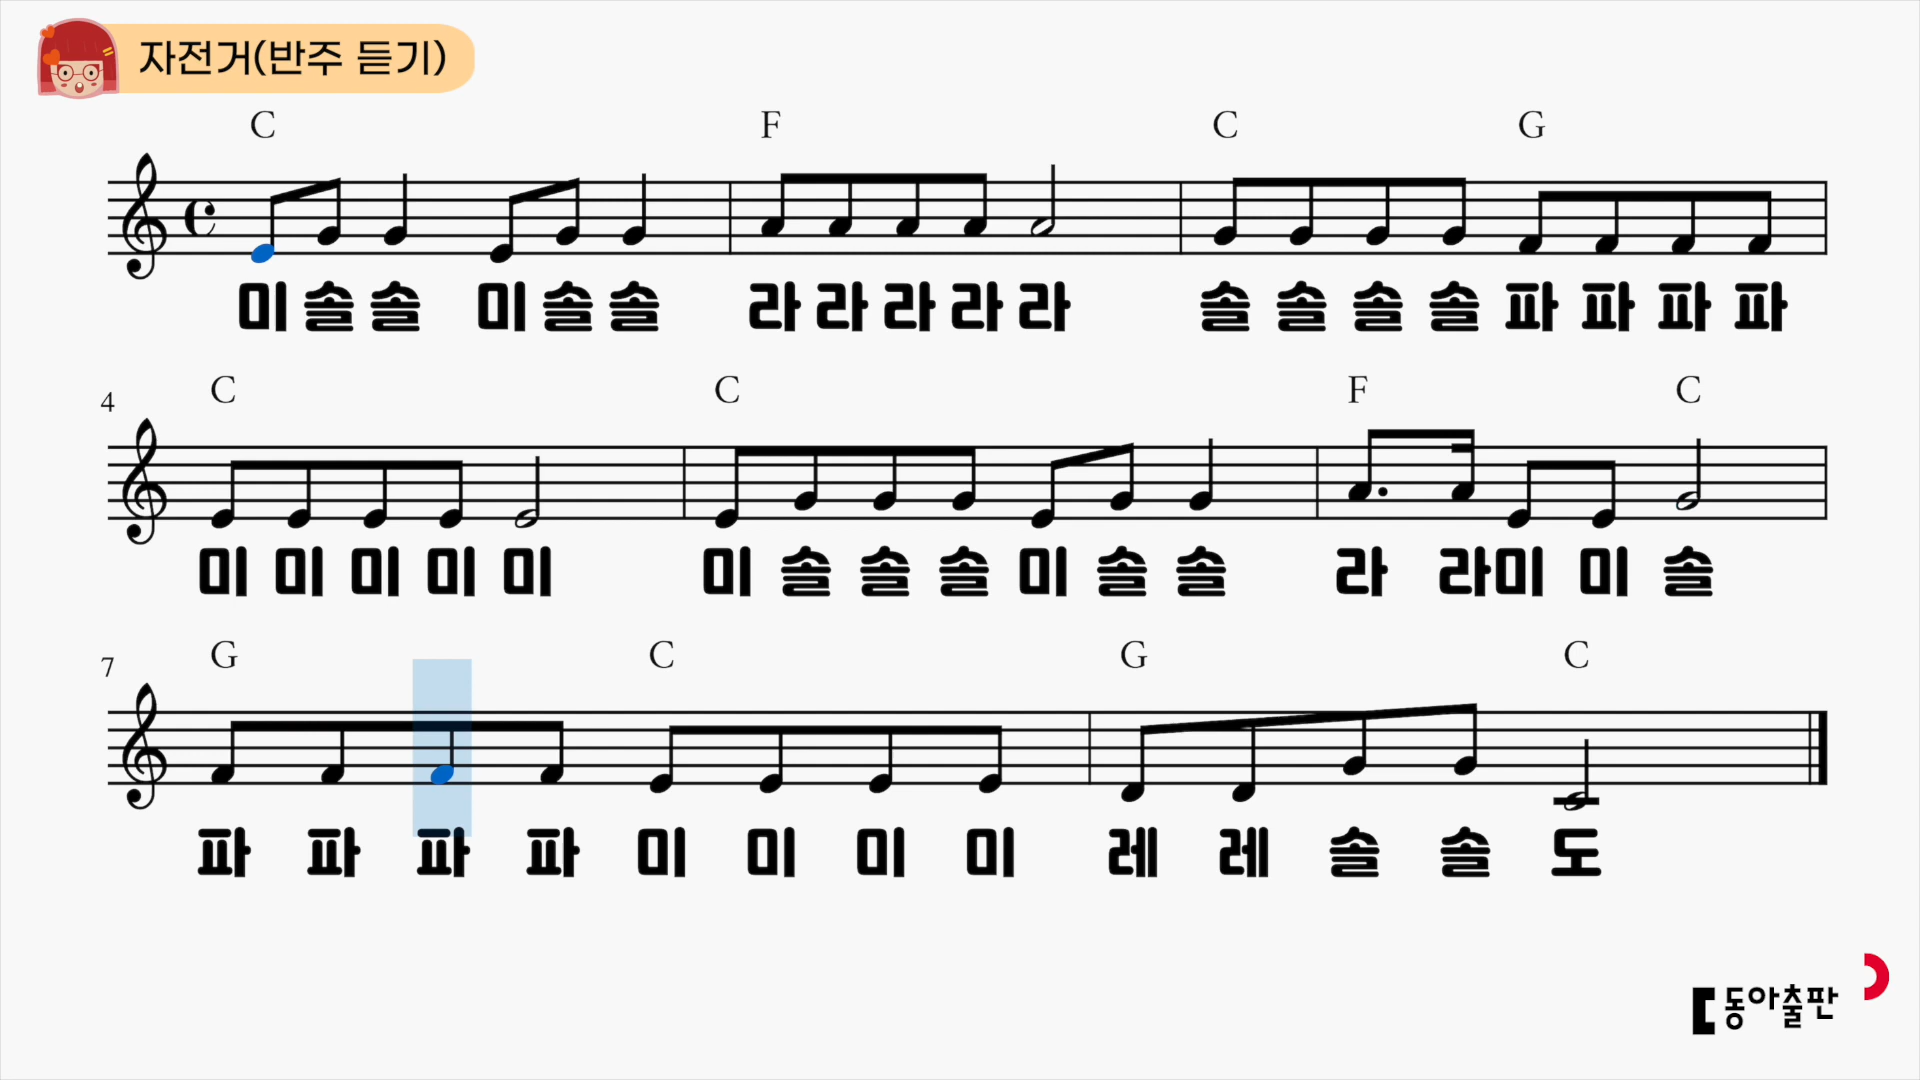 자전거(반주 듣기)
C F C G
미 솔 솔 미 솔 솔 라 라 라 라 라 솔 솔 솔 솔 파 파 파 파
4 C C F C
미 미 미 미 미 미 솔 솔 솔 미 솔 솔 라 라 미 미 솔
7 G C G C
파 파 파 파 미 미 미 미 레 레 솔 솔 도
동아출판